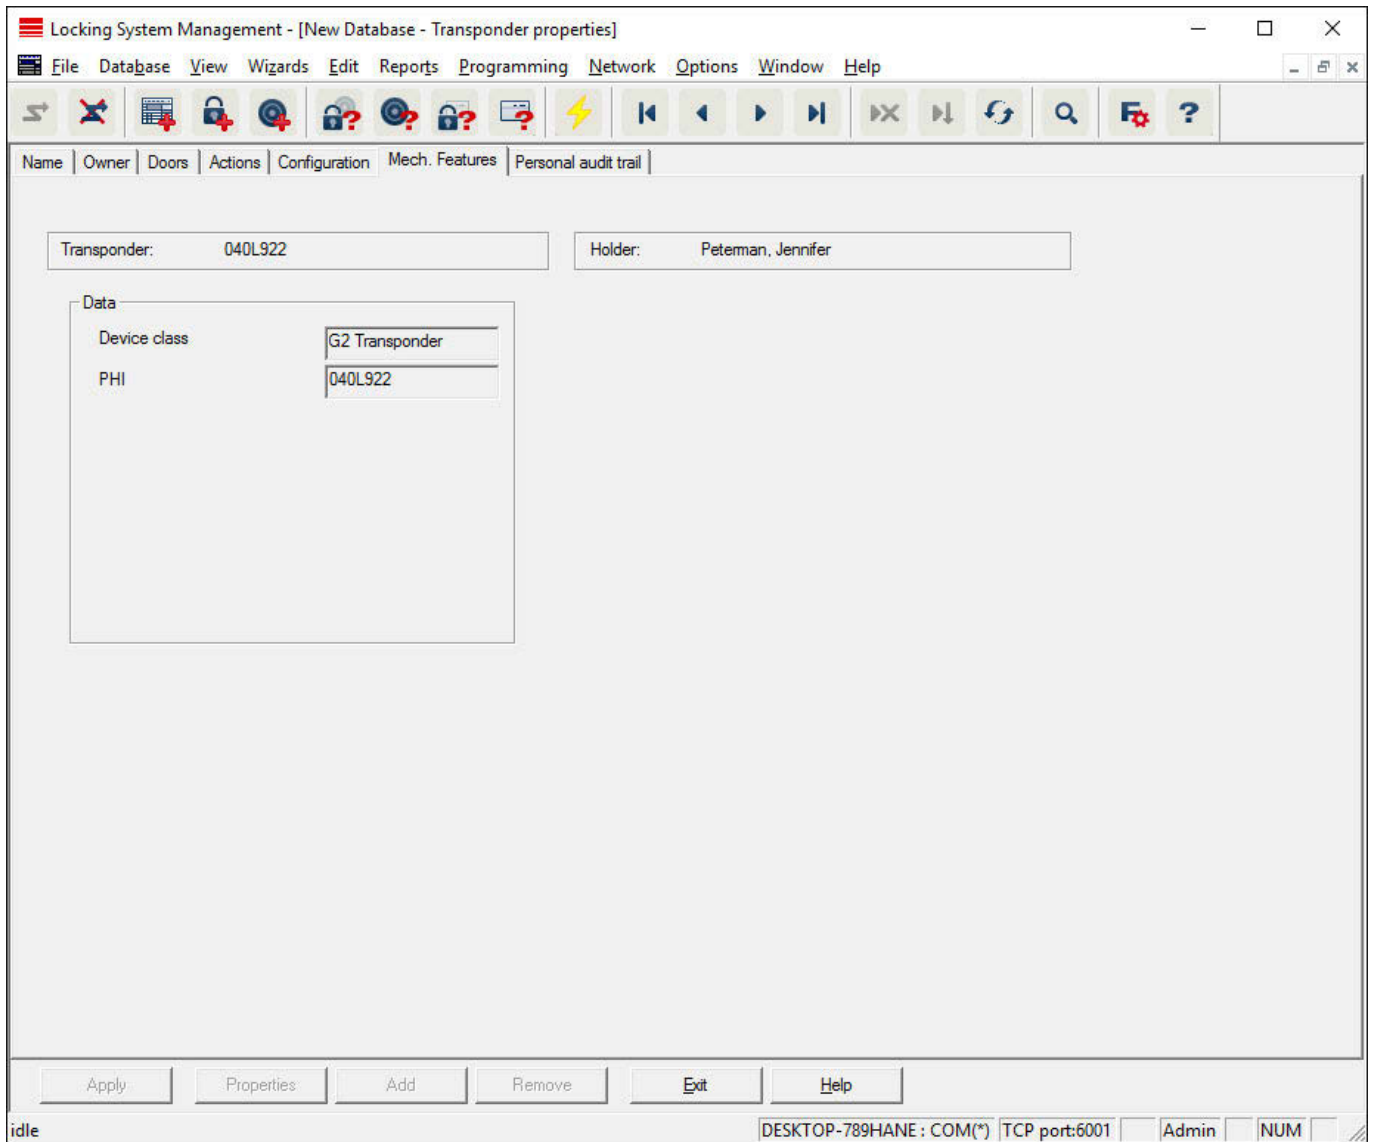 Locking System Management - [New Database - Transponder properties]
File Database View Wizards Edit Reports Programming Network Options Window Help
Name Owner Doors Actions Configuration Mech. Features Personal audit trail
Transponder: 040L922 Holder: Peterman, Jennifer
Data
Device class G2 Transponder
PHI 040L922
Apply Properties Add Remove Exit Help
idle DESKTOP-789HANE : COM(*) TCP port:6001 Admin NUM